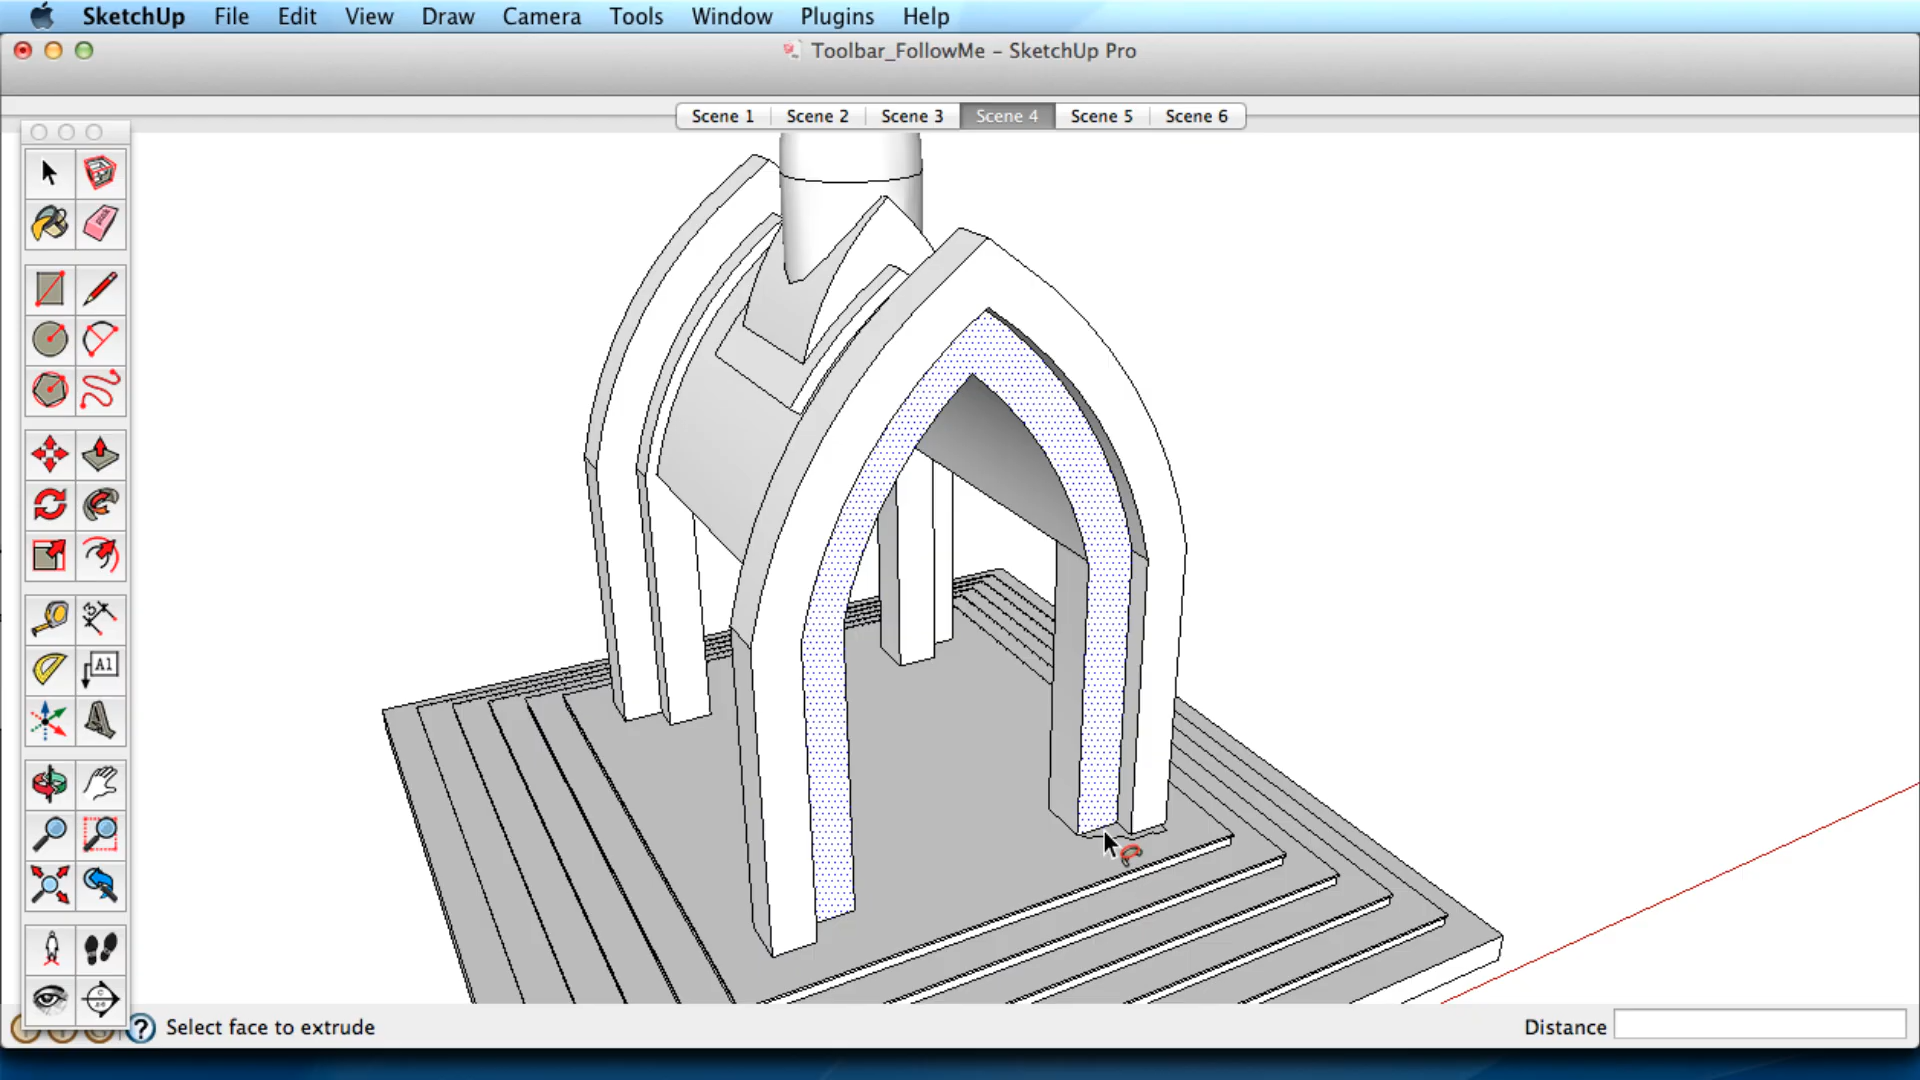 SketchUp File Edit View Draw Camera Tools Window Plugins Help
Toolbar_FollowMe – SketchUp Pro
Scene 1 Scene 2 Scene 3 Scene 4 Scene 5 Scene 6
A1
? Select face to extrude Distance